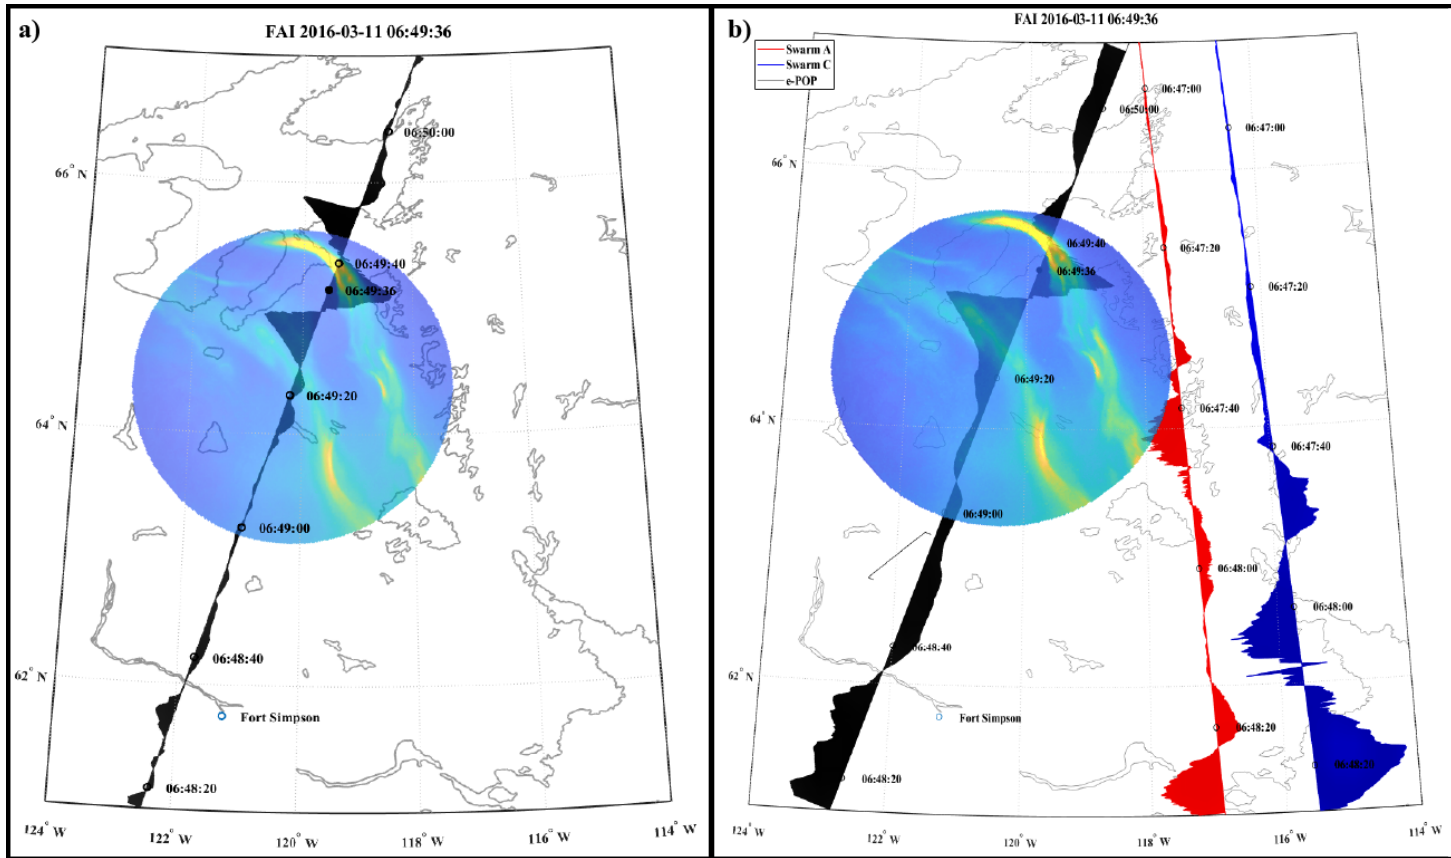 a)
FAI 2016-03-11 06:49:36
06:50:00
66° N
06:49:40
06:49:36
06:49:20
64° N
06:49:00
06:48:40
62° N
Fort Simpson
06:48:20
124° W
122° W
120° W
118° W
116° W
114° W
b)
FAI 2016-03-11 06:49:36
Swarm A
Swarm C
e-POP
06:47:00
06:50:00
06:47:00
66° N
06:49:40
06:47:20
06:49:36
06:47:20
06:49:20
06:47:40
64° N
06:47:40
06:49:00
06:48:00
06:48:00
06:48:40
62° N
Fort Simpson
06:48:20
06:48:20
06:48:20
124° W
122° W
120° W
118° W
116° W
114° W